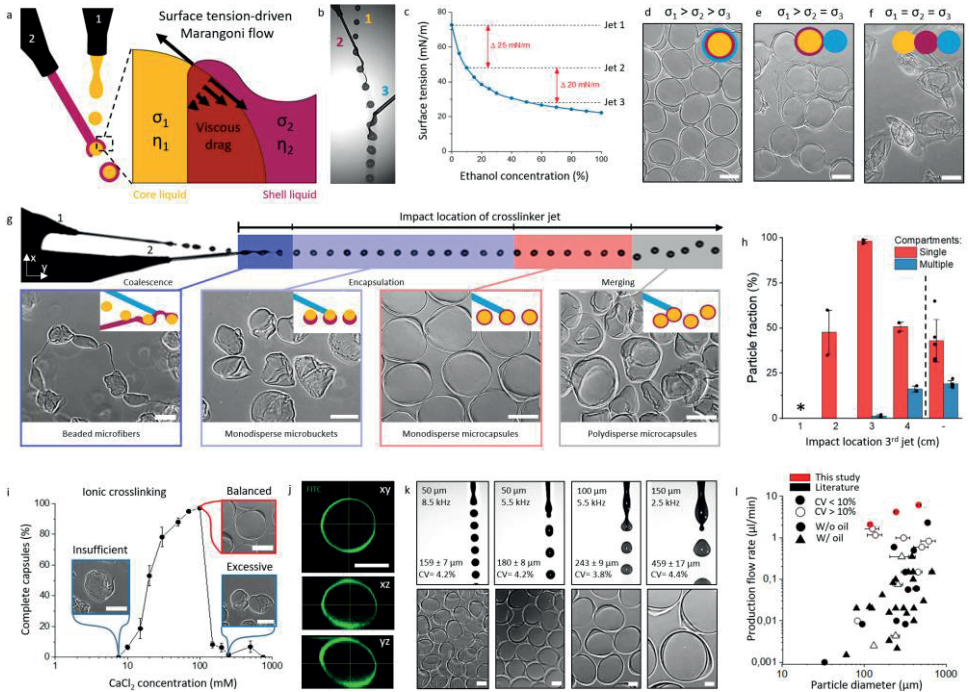 a
1
2
Surface tension-driven
Marangoni flow
σ1
η1
Viscous
drag
σ2
η2
Core liquid
Shell liquid
b
1
2
3
c
Surface tension (mN/m)
80
60
40
20
0
0
20
40
60
80
100
Ethanol concentration (%)
Δ 25 mN/m
Δ 20 mN/m
Jet 1
Jet 2
Jet 3
d
σ1 > σ2 > σ3
e
σ1 > σ2 = σ3
f
σ1 = σ2 = σ3
g
1
2
x
y
Impact location of crosslinker jet
Coalescence
Encapsulation
Merging
Beaded microfibers
Monodisperse microbuckets
Monodisperse microcapsules
Polydisperse microcapsules
h
Compartments:
Single
Multiple
Particle fraction (%)
100
50
0
*
1
2
3
4
-
Impact location 3rd jet (cm)
i
Ionic crosslinking
Balanced
Insufficient
Excessive
Complete capsules (%)
100
80
60
40
20
0
1
10
100
1000
CaCl2 concentration (mM)
j
FITC
xy
xz
yz
k
50 μm
8.5 kHz
159 ± 7 μm
CV= 4.2%
50 μm
5.5 kHz
180 ± 8 μm
CV= 4.2%
100 μm
5.5 kHz
243 ± 9 μm
CV= 3.8%
150 μm
2.5 kHz
459 ± 17 μm
CV= 4.4%
l
This study
Literature
CV < 10%
CV > 10%
W/o oil
W/ oil
Production flow rate (μl/min)
10
1
0,1
0,01
0,001
10
100
1000
Particle diameter (μm)